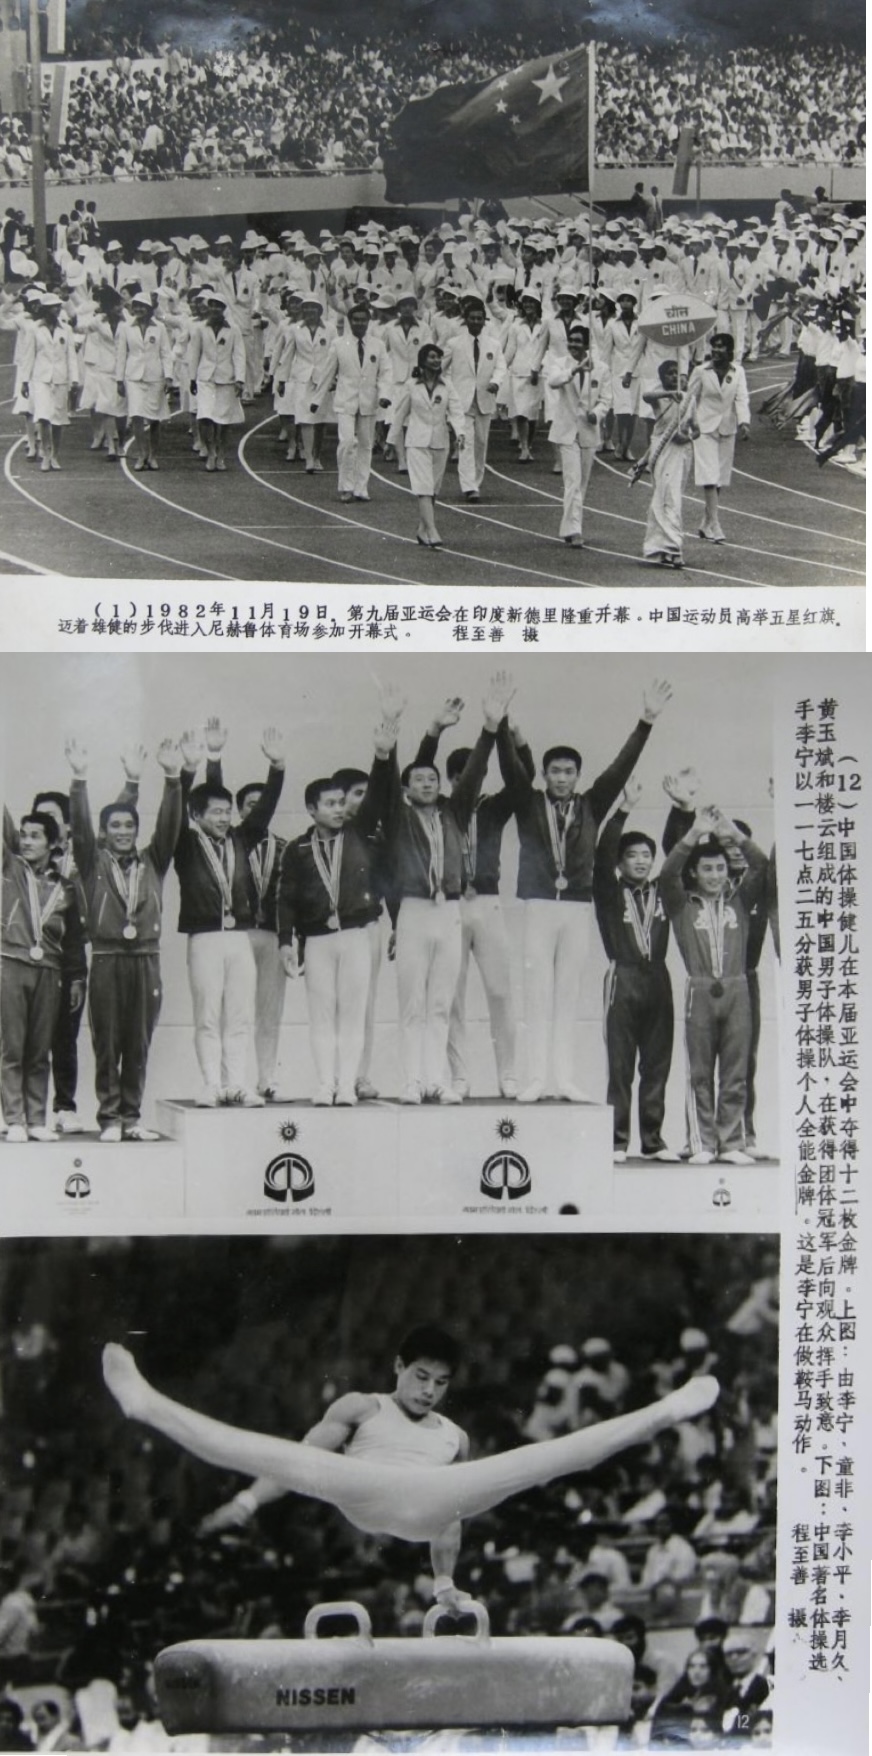 चीन
CHINA
（1）1982年11月19日，第九届亚运会在印度新德里隆重开幕。中国运动员高举五星红旗，
迈着雄健的步伐进入尼赫鲁体育场参加开幕式。 程至善 摄
（12）中国体操健儿在本届亚运会中夺得十二枚金牌。上图：由李宁、童非、李小平、李月久、
黄玉斌和楼云组成的中国男子体操队，在获得团体冠军后向观众挥手致意。下图：中国著名体操选
手李宁以一一七点二五分获男子体操个人全能金牌。这是李宁在做鞍马动作。 程至善 摄
NISSEN
12